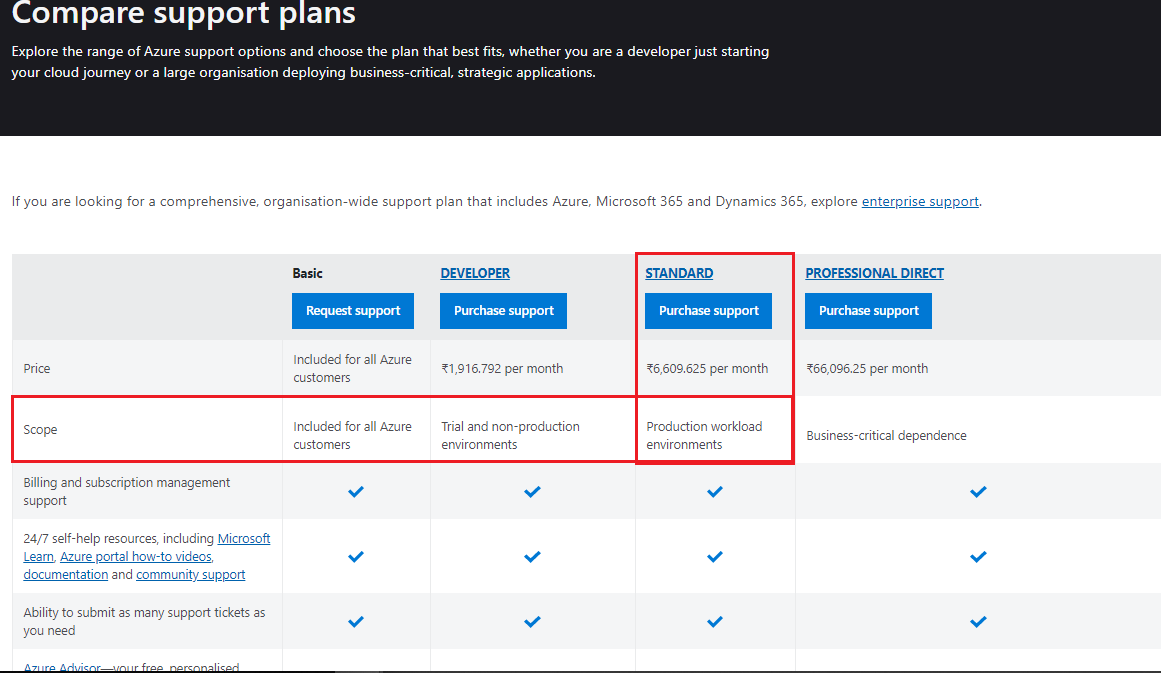 Compare support plans
Explore the range of Azure support options and choose the plan that best fits, whether you are a developer just starting
your cloud journey or a large organisation deploying business-critical, strategic applications.
If you are looking for a comprehensive, organisation-wide support plan that includes Azure, Microsoft 365 and Dynamics 365, explore enterprise support.
Basic
DEVELOPER
STANDARD
PROFESSIONAL DIRECT
Request support
Purchase support
Purchase support
Purchase support
Price
Included for all Azure
customers
₹1,916.792 per month
₹6,609.625 per month
₹66,096.25 per month
Scope
Included for all Azure
customers
Trial and non-production
environments
Production workload
environments
Business-critical dependence
Billing and subscription management
support
24/7 self-help resources, including Microsoft
Learn, Azure portal how-to videos,
documentation and community support
Ability to submit as many support tickets as
you need
Azure Advisor—your free, personalised